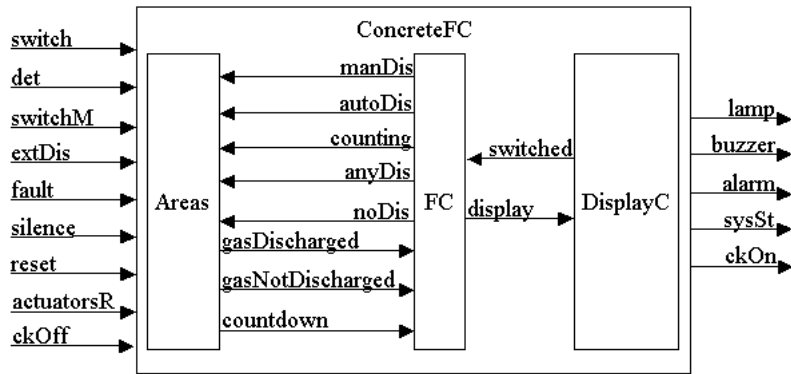 ConcreteFC
switch
det
switchM
extDis
fault
silence
reset
actuatorsR
ckOff
Areas
manDis
autoDis
counting
anyDis
noDis
gasDischarged
gasNotDischarged
countdown
FC
switched
display
DisplayC
lamp
buzzer
alarm
sysSt
ckOn